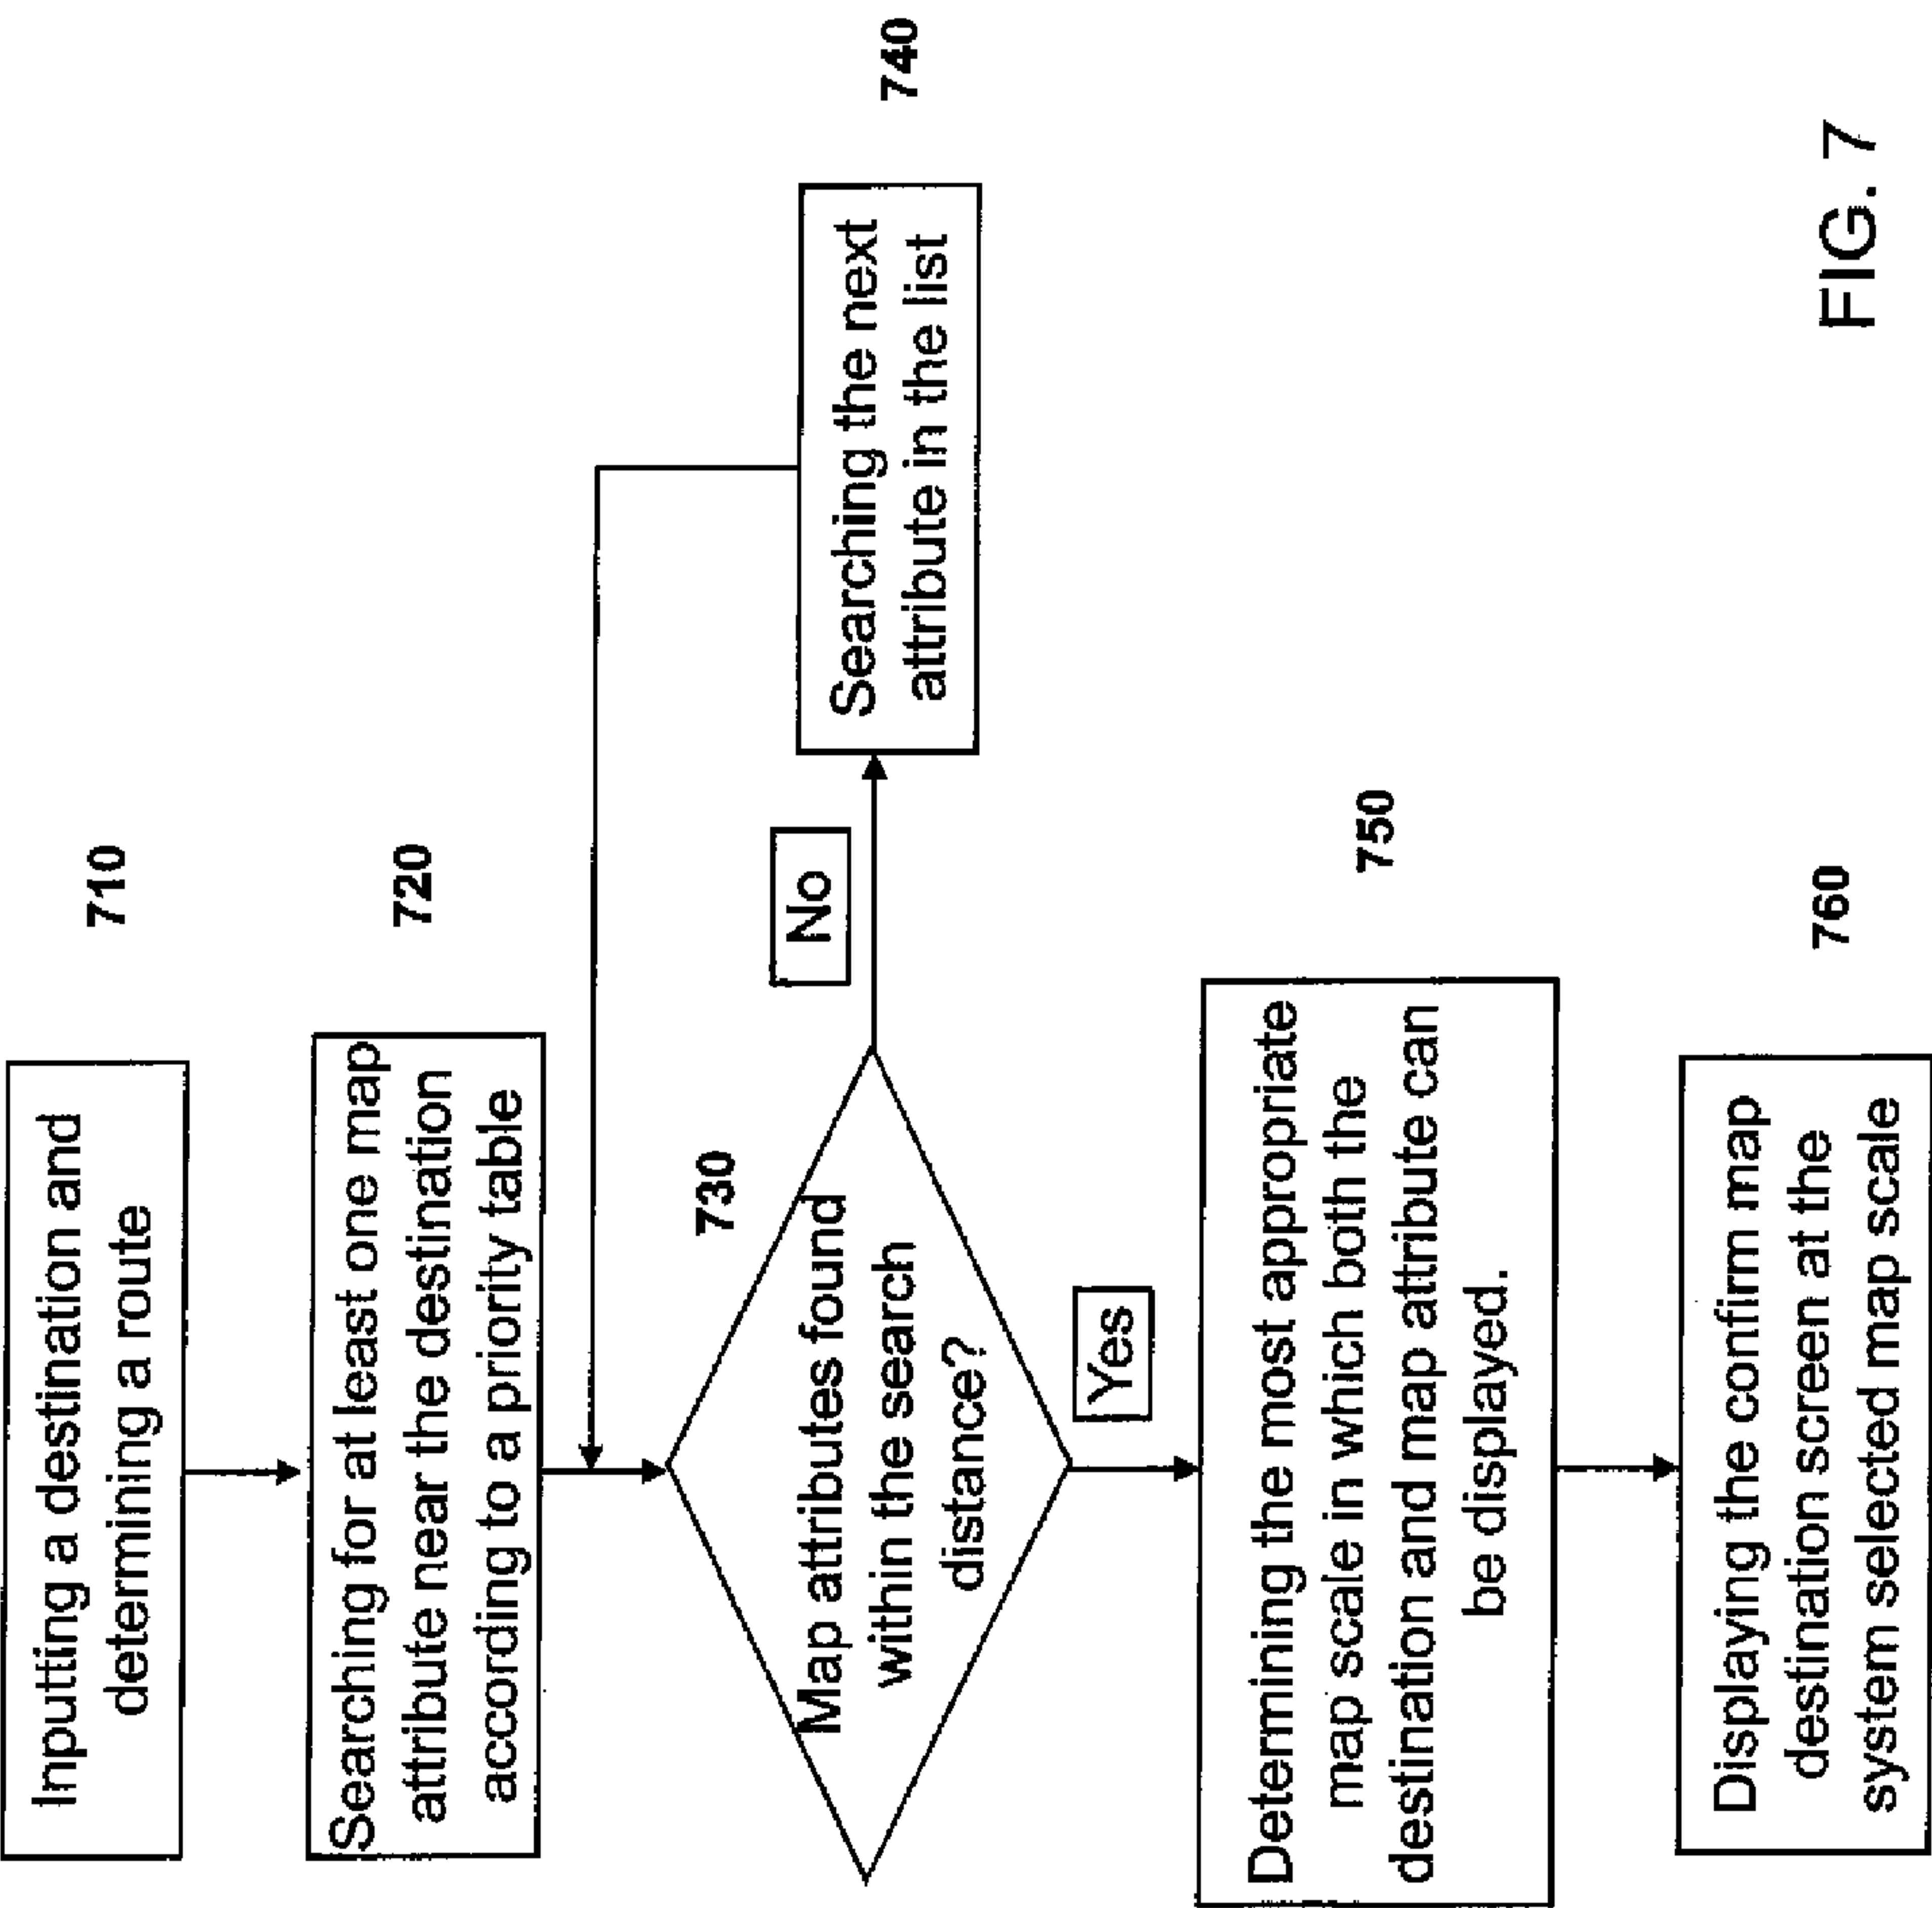 710
Inputting a destination and
determining a route
720
Searching for at least one map
attribute near the destination
according to a priority table
730
Map attributes found
within the search
distance?
No
740
Searching the next
attribute in the list
Yes
750
Determining the most appropriate
map scale in which both the
destination and map attribute can
be displayed.
760
Displaying the confirm map
destination screen at the
system selected map scale
FIG. 7